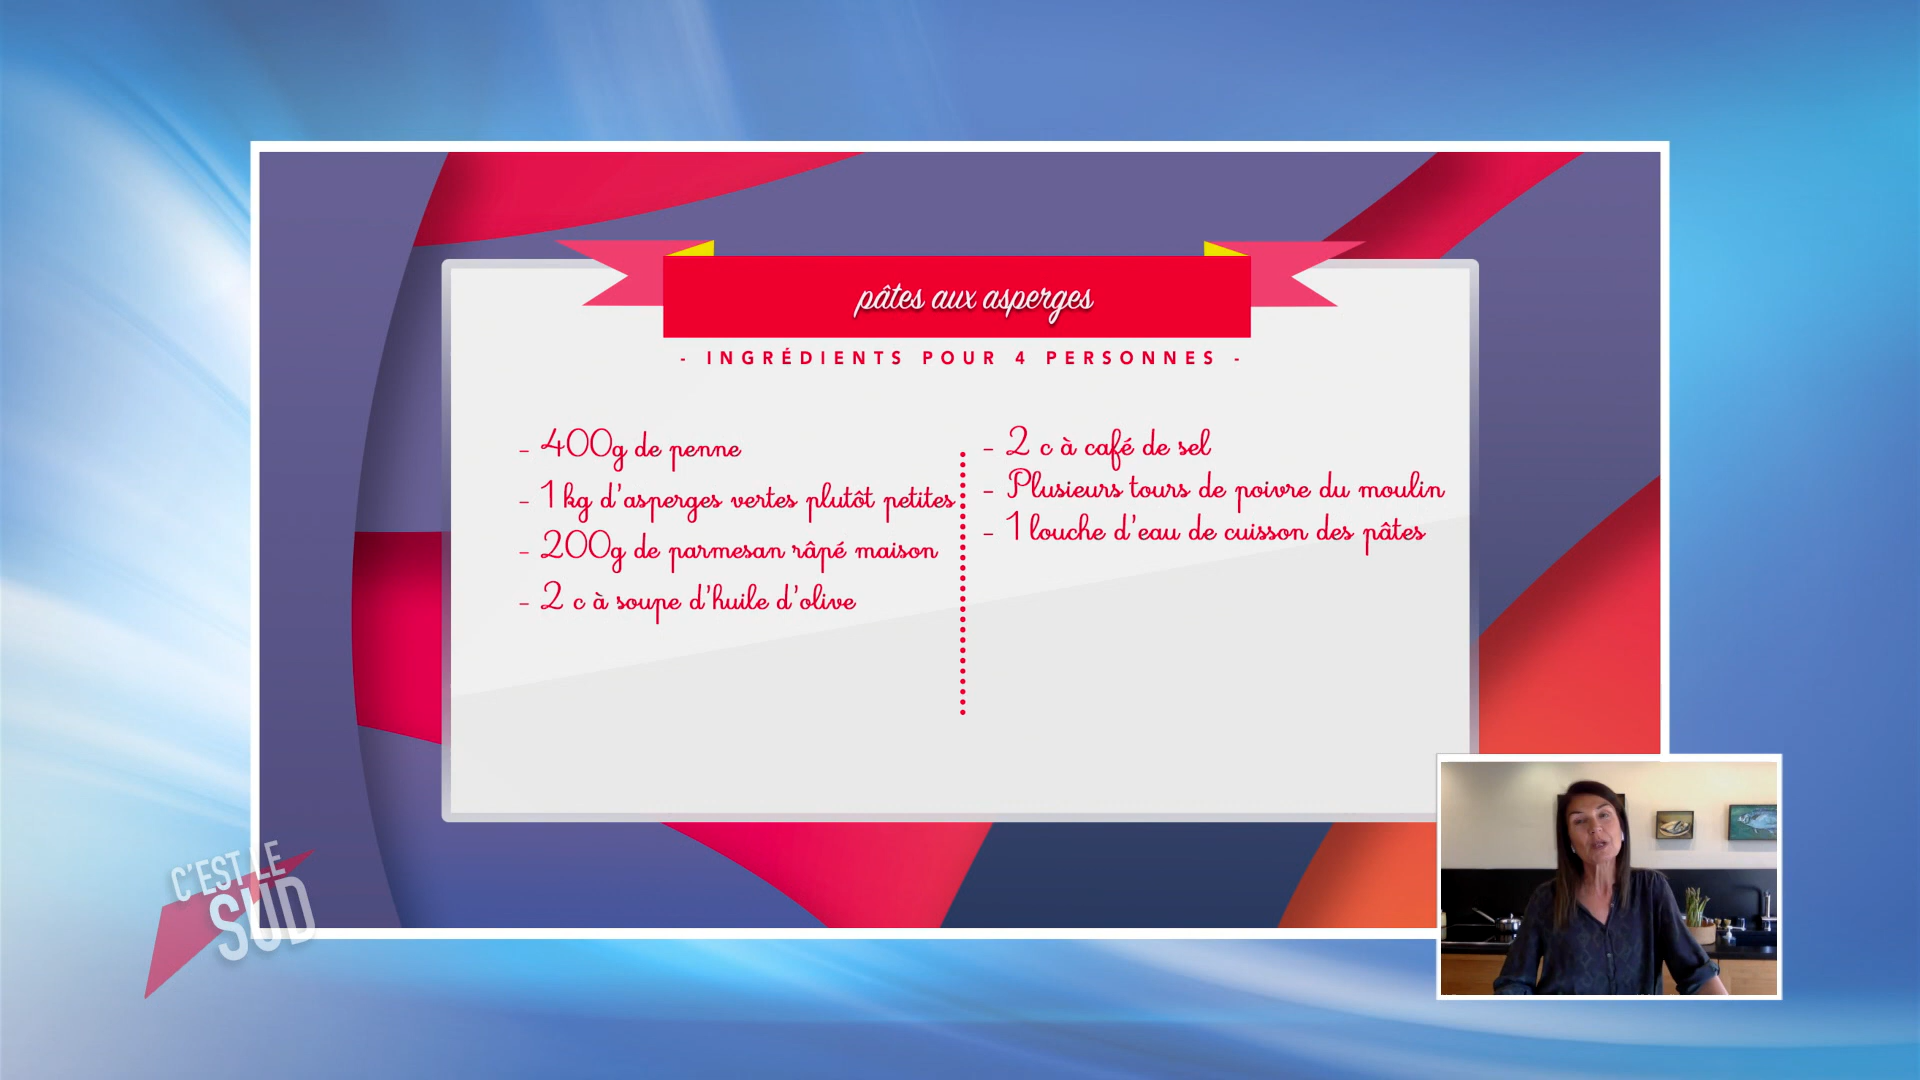 pâtes aux asperges
- INGRÉDIENTS POUR 4 PERSONNES -
- 400g de penne
- 1 kg d'asperges vertes plutôt petites
- 200g de parmesan râpé maison
- 2 c à soupe d'huile d'olive
- 2 c à café de sel
- Plusieurs tours de poivre du moulin
- 1 louche d'eau de cuisson des pâtes
C'EST LE
SUD